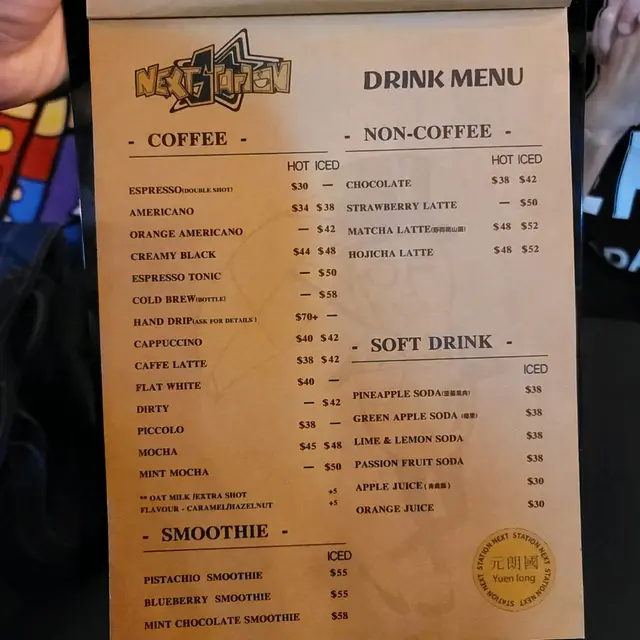 NEXT STATION
DRINK MENU
- COFFEE -
HOT ICED
ESPRESSO(DOUBLE SHOT) $30 —
AMERICANO $34 $38
ORANGE AMERICANO — $42
CREAMY BLACK $44 $48
ESPRESSO TONIC — $50
COLD BREW(BOTTLE) — $58
HAND DRIP(ASK FOR DETAILS ) $70+ —
CAPPUCCINO $40 $42
CAFFE LATTE $38 $42
FLAT WHITE $40 —
DIRTY — $42
PICCOLO $38 —
MOCHA $45 $48
MINT MOCHA — $50
** OAT MILK /EXTRA SHOT +5
FLAVOUR - CARAMEL/HAZELNUT +5
- SMOOTHIE -
ICED
PISTACHIO SMOOTHIE $55
BLUEBERRY SMOOTHIE $55
MINT CHOCOLATE SMOOTHIE $58
- NON-COFFEE -
HOT ICED
CHOCOLATE $38 $42
STRAWBERRY LATTE — $50
MATCHA LATTE $48 $52
HOJICHA LATTE $48 $52
- SOFT DRINK -
ICED
PINEAPPLE SODA $38
GREEN APPLE SODA $38
LIME & LEMON SODA $38
PASSION FRUIT SODA $38
APPLE JUICE $30
ORANGE JUICE $30
NEXT STATION NEXT STATION NEXT STATION
元朗國
Yuen long